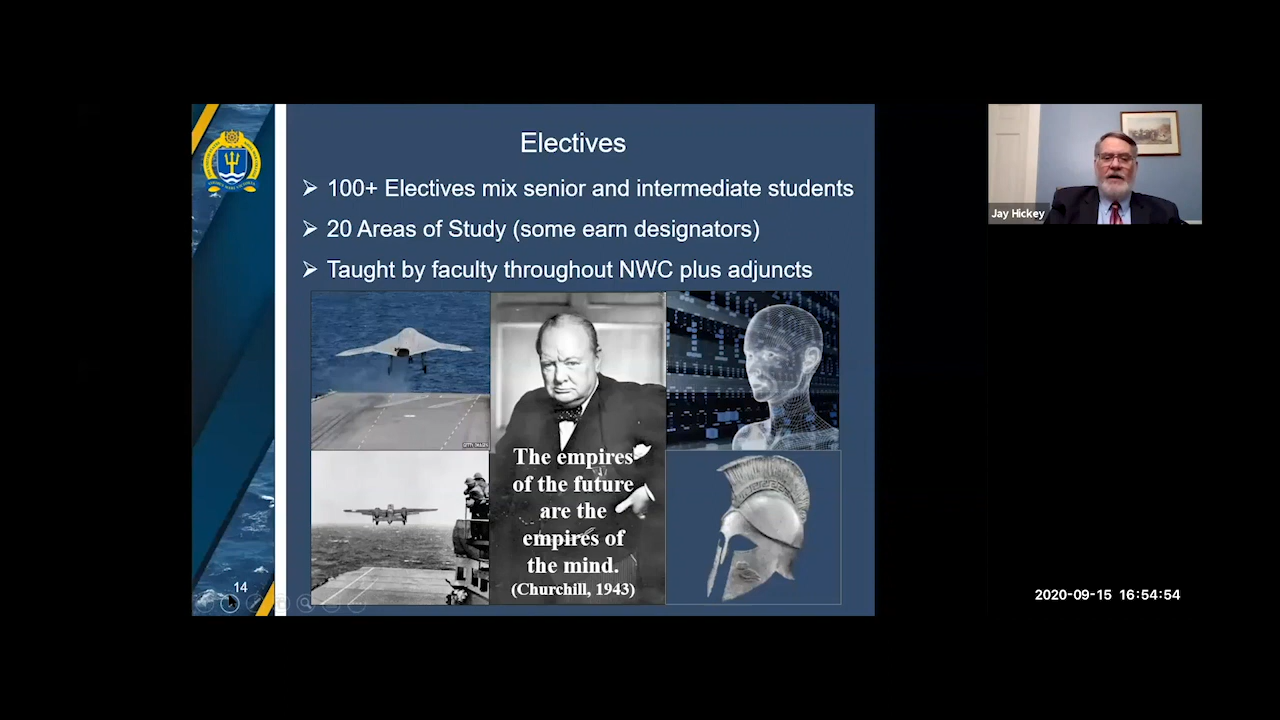 Electives
➢ 100+ Electives mix senior and intermediate students
➢ 20 Areas of Study (some earn designators)
➢ Taught by faculty throughout NWC plus adjuncts
GETTY IMAGES
The empires
of the future
are the
empires of
the mind.
(Churchill, 1943)
14
Jay Hickey
2020-09-15 16:54:54